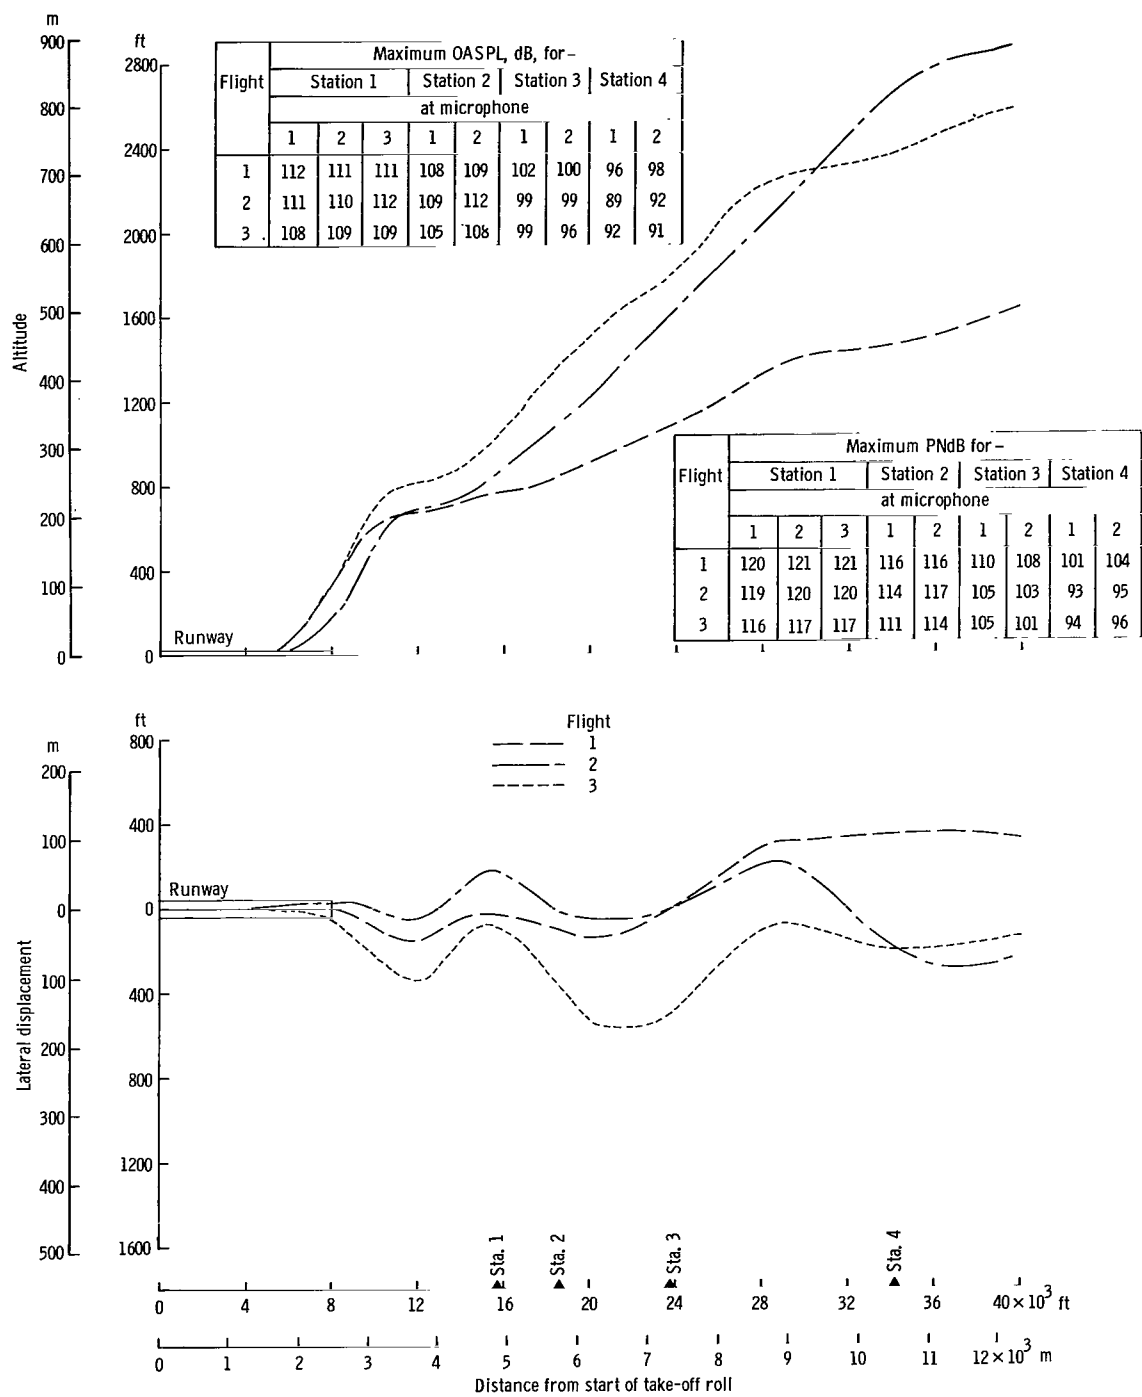 m
900
800
700
600
500
400
300
200
100
0
Altitude
ft
2800
2400
2000
1600
1200
800
400
0
Runway
Flight
Maximum OASPL, dB, for–
Station 1 Station 2 Station 3 Station 4
at microphone
1 2 3 1 2 1 2 1 2
1 112 111 111 108 109 102 100 96 98
2 111 110 112 109 112 99 99 89 92
3 108 109 109 105 108 99 96 92 91
Flight
Maximum PNdB for–
Station 1 Station 2 Station 3 Station 4
at microphone
1 2 3 1 2 1 2 1 2
1 120 121 121 116 116 110 108 101 104
2 119 120 120 114 117 105 103 93 95
3 116 117 117 111 114 105 101 94 96
m
200
100
0
100
200
300
400
500
Lateral displacement
ft
800
400
0
400
800
1200
1600
Runway
Flight
1
2
3
Sta. 1
Sta. 2
Sta. 3
Sta. 4
0 4 8 12 16 20 24 28 32 36 40×10³ ft
0 1 2 3 4 5 6 7 8 9 10 11 12×10³ m
Distance from start of take-off roll